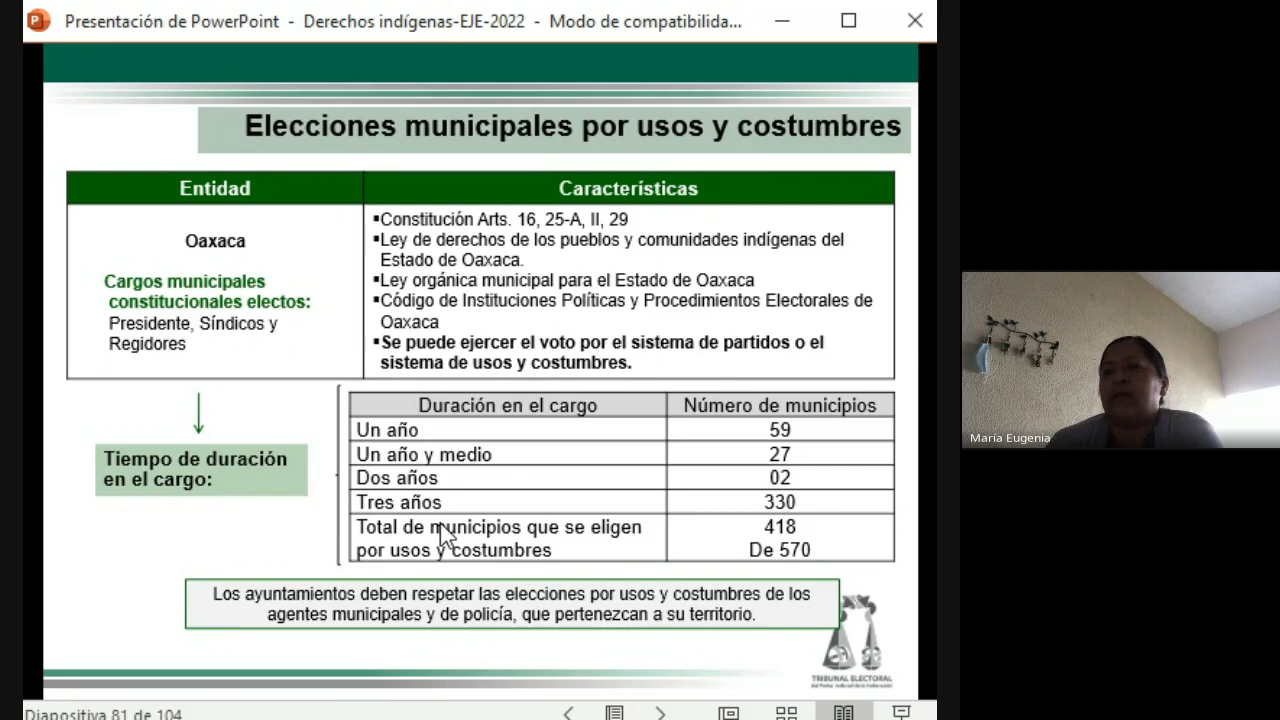 Presentación de PowerPoint - Derechos indígenas-EJE-2022 - Modo de compatibilida...
Elecciones municipales por usos y costumbres
Entidad
Características
Oaxaca
Cargos municipales
constitucionales electos:
Presidente, Síndicos y
Regidores
▪Constitución Arts. 16, 25-A, II, 29
▪Ley de derechos de los pueblos y comunidades indígenas del
Estado de Oaxaca.
▪Ley orgánica municipal para el Estado de Oaxaca
▪Código de Instituciones Políticas y Procedimientos Electorales de
Oaxaca
▪Se puede ejercer el voto por el sistema de partidos o el
sistema de usos y costumbres.
Tiempo de duración
en el cargo:
Duración en el cargo Número de municipios
Un año 59
Un año y medio 27
Dos años 02
Tres años 330
Total de municipios que se eligen 418
por usos y costumbres De 570
Los ayuntamientos deben respetar las elecciones por usos y costumbres de los
agentes municipales y de policía, que pertenezcan a su territorio.
TRIBUNAL ELECTORAL
del Poder Judicial de la Federación
Diapositiva 81 de 104
María Eugenia